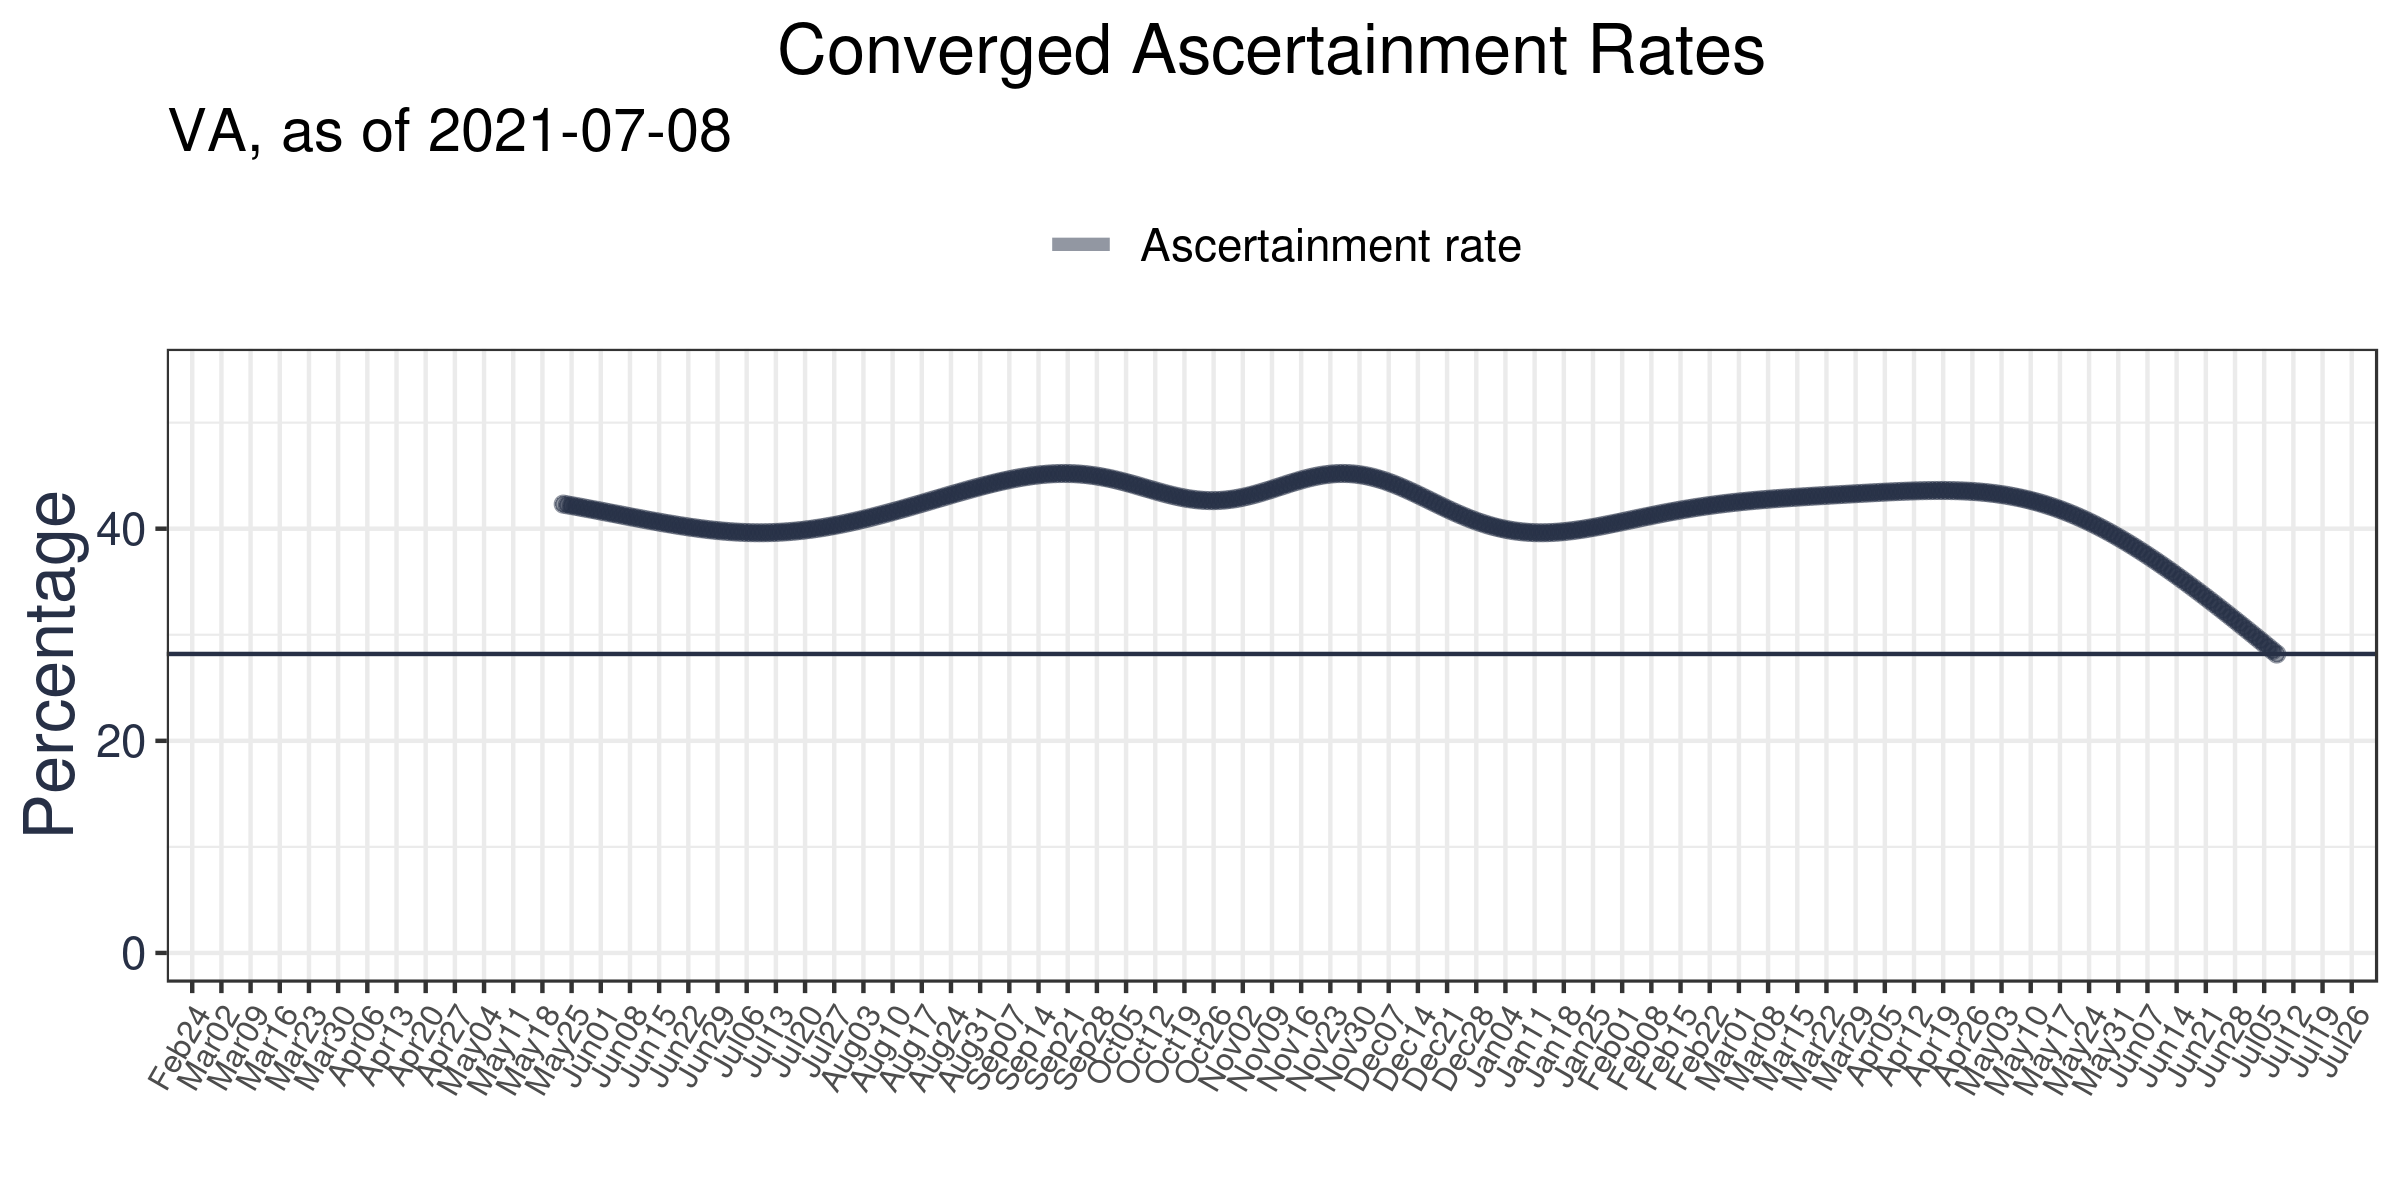 Converged Ascertainment Rates
VA, as of 2021-07-08
Ascertainment rate
Percentage
40
20
0
Feb24 Mar02 Mar09 Mar16 Mar23 Mar30 Apr06 Apr13 Apr20 Apr27 May04 May11 May18 May25 Jun01 Jun08 Jun15 Jun22 Jun29 Jul06 Jul13 Jul20 Jul27 Aug03 Aug10 Aug17 Aug24 Aug31 Sep07 Sep14 Sep21 Sep28 Oct05 Oct12 Oct19 Oct26 Nov02 Nov09 Nov16 Nov23 Nov30 Dec07 Dec14 Dec21 Dec28 Jan04 Jan11 Jan18 Jan25 Feb01 Feb08 Feb15 Feb22 Mar01 Mar08 Mar15 Mar22 Mar29 Apr05 Apr12 Apr19 Apr26 May03 May10 May17 May24 May31 Jun07 Jun14 Jun21 Jun28 Jul05 Jul12 Jul19 Jul26